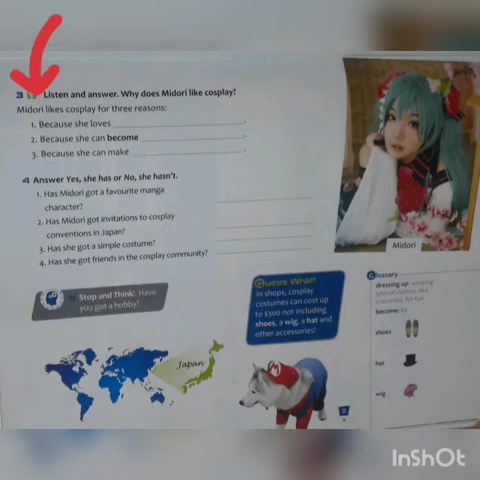 3 Listen and answer. Why does Midori like cosplay?
Midori likes cosplay for three reasons:
1. Because she loves
2. Because she can become
3. Because she can make
4 Answer Yes, she has or No, she hasn't.
1. Has Midori got a favourite manga
character?
2. Has Midori got invitations to cosplay
conventions in Japan?
3. Has she got a simple costume?
4. Has she got friends in the cosplay community?
Midori
Stop and Think! Have
you got a hobby?
Guess What!
In shops, cosplay
costumes can cost up
to $300 not including
shoes, a wig, a hat and
other accessories!
Glossary
dressing up: wearing
special clothes, like
costumes, for fun
become: be
shoes
hat
wig
Japan
InShOt